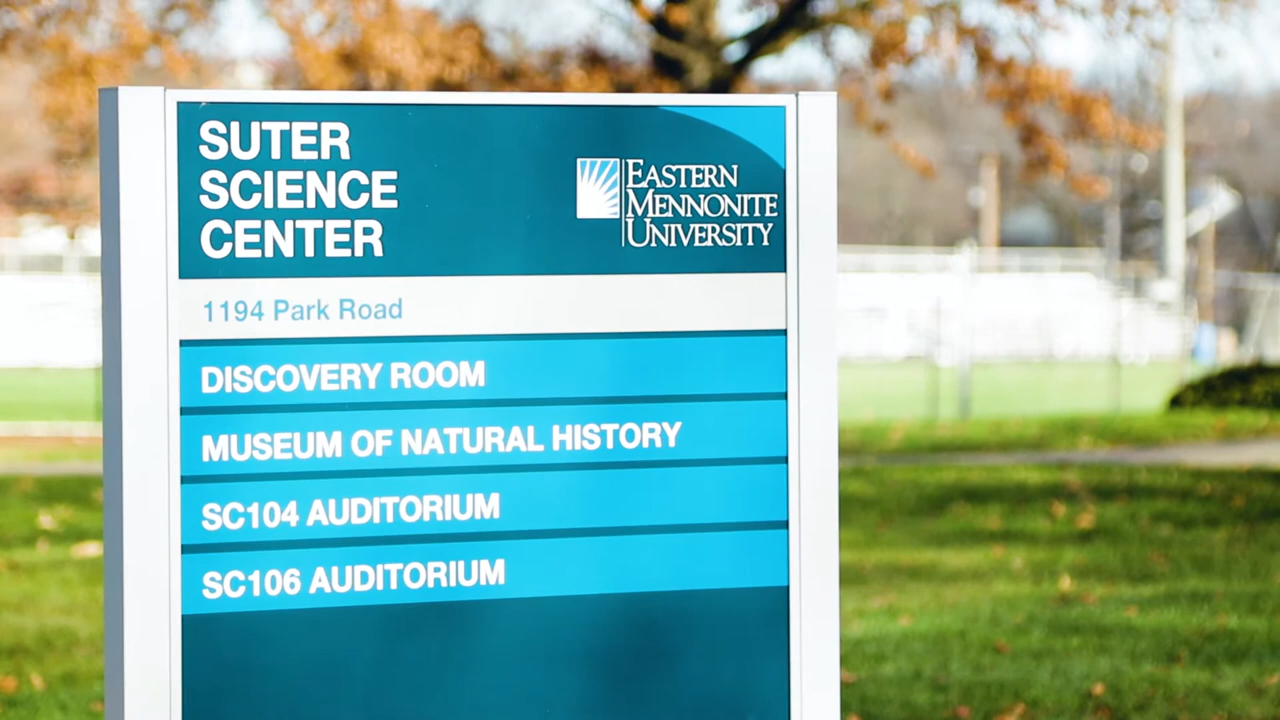 SUTER
SCIENCE
CENTER
EASTERN
MENNONITE
UNIVERSITY
1194 Park Road
DISCOVERY ROOM
MUSEUM OF NATURAL HISTORY
SC104 AUDITORIUM
SC106 AUDITORIUM